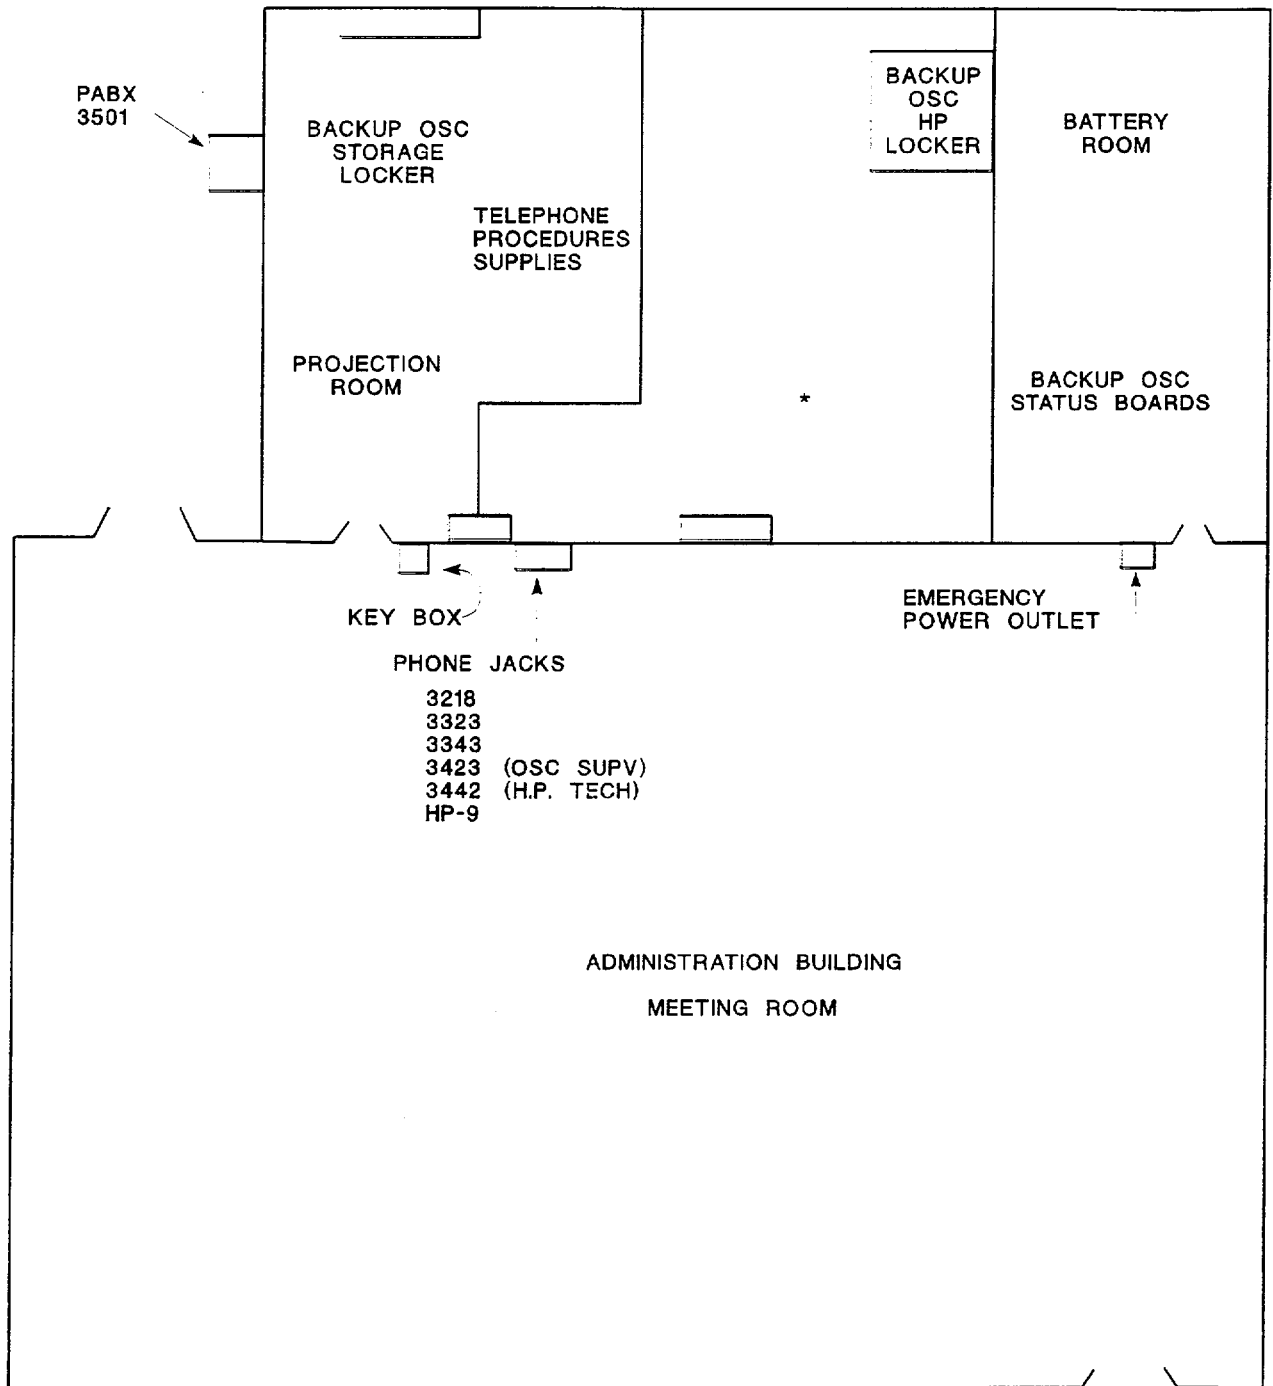 PABX
3501
BACKUP OSC
STORAGE
LOCKER
TELEPHONE
PROCEDURES
SUPPLIES
PROJECTION
ROOM
BACKUP
OSC
HP
LOCKER
BATTERY
ROOM
BACKUP OSC
STATUS BOARDS
*
KEY BOX
PHONE JACKS
3218
3323
3343
3423 (OSC SUPV)
3442 (H.P. TECH)
HP-9
EMERGENCY
POWER OUTLET
ADMINISTRATION BUILDING
MEETING ROOM